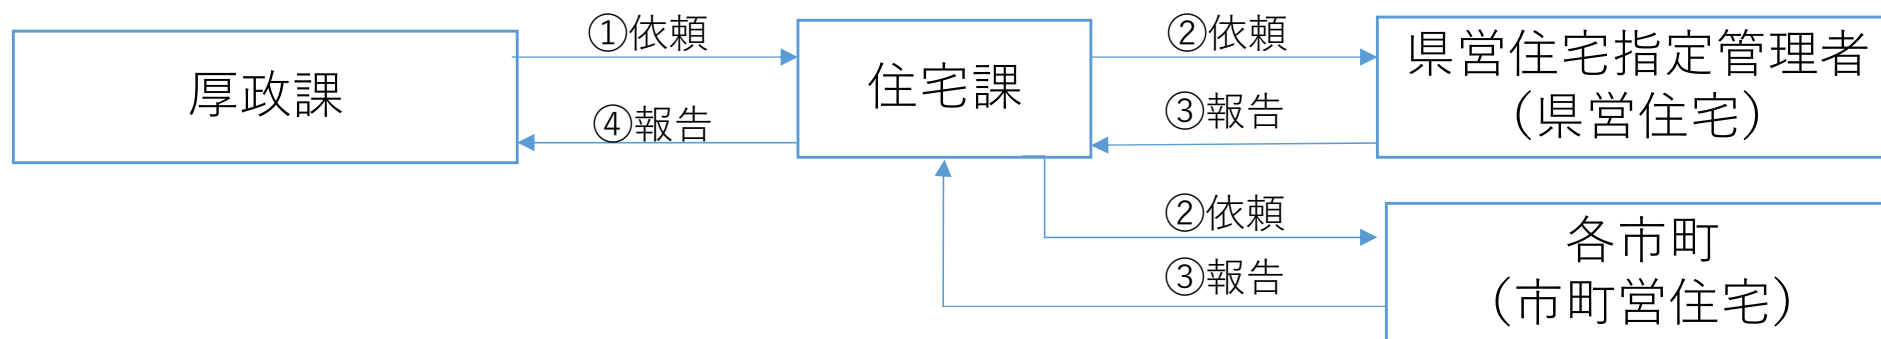 厚政課
①依頼
④報告
住宅課
②依頼
③報告
県営住宅指定管理者
（県営住宅）
②依頼
③報告
各市町
（市町営住宅）